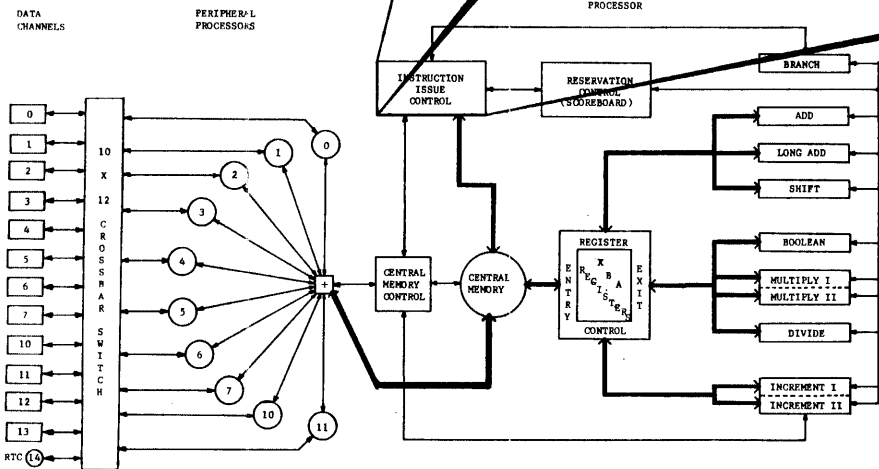 DATA CHANNELS
PERIPHERAL PROCESSORS
PROCESSOR
0
1
2
3
4
5
6
7
10
11
12
13
RTC 14
10 X 12 CROSSBAR SWITCH
0
1
2
3
4
5
6
7
10
11
+
INSTRUCTION ISSUE CONTROL
RESERVATION CONTROL (SCOREBOARD)
CENTRAL MEMORY CONTROL
CENTRAL MEMORY
REGISTER
ENTRY
X B A
REGISTERS
EXIT
CONTROL
BRANCH
ADD
LONG ADD
SHIFT
BOOLEAN
MULTIPLY I
MULTIPLY II
DIVIDE
INCREMENT I
INCREMENT II